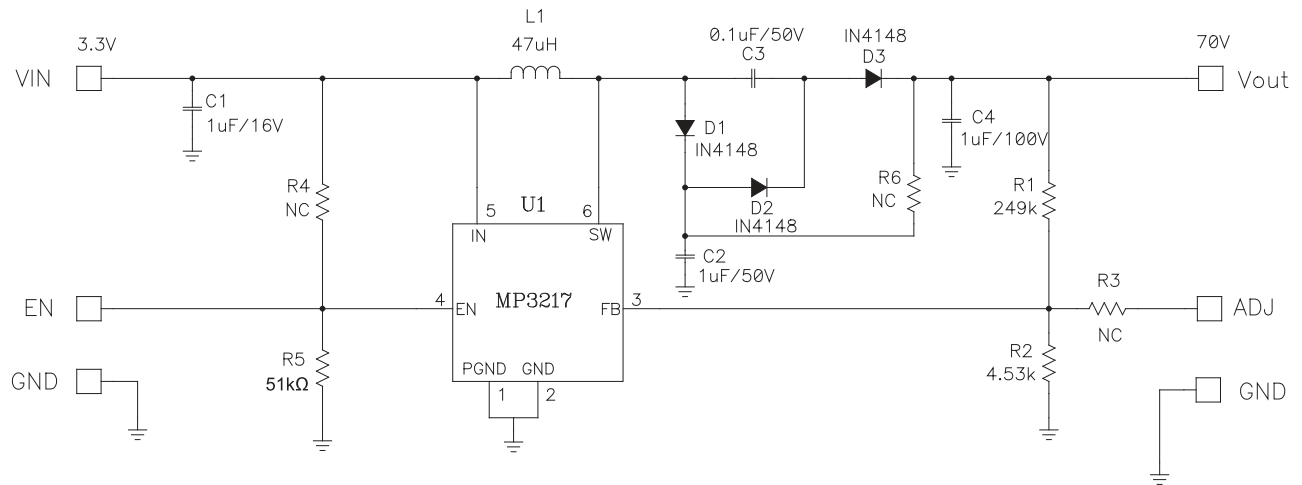 L1
47uH
3.3V
VIN
0.1uF/50V
C3
IN4148
D3
70V
Vout
C1
1uF/16V
D1
IN4148
C4
1uF/100V
R4
NC
U1
5
6
IN
SW
D2
IN4148
R6
NC
R1
249k
C2
1uF/50V
EN
4
EN
MP3217
FB
3
R3
NC
ADJ
R5
51kΩ
PGND
GND
1
2
R2
4.53k
GND
GND